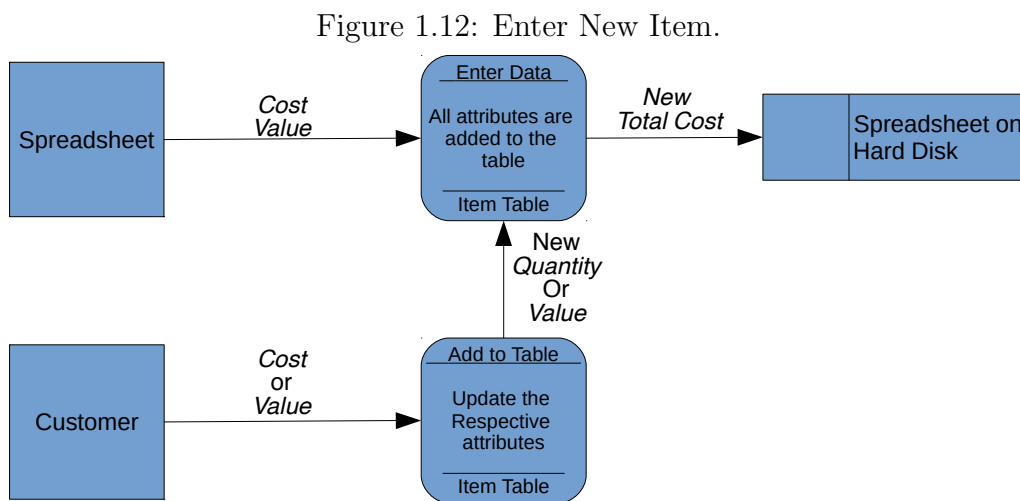 Figure 1.12: Enter New Item.
Spreadsheet
Cost
Value
Enter Data
All attributes are
added to the
table
Item Table
New
Total Cost
Spreadsheet on
Hard Disk
New
Quantity
Or
Value
Customer
Cost
or
Value
Add to Table
Update the
Respective
attributes
Item Table